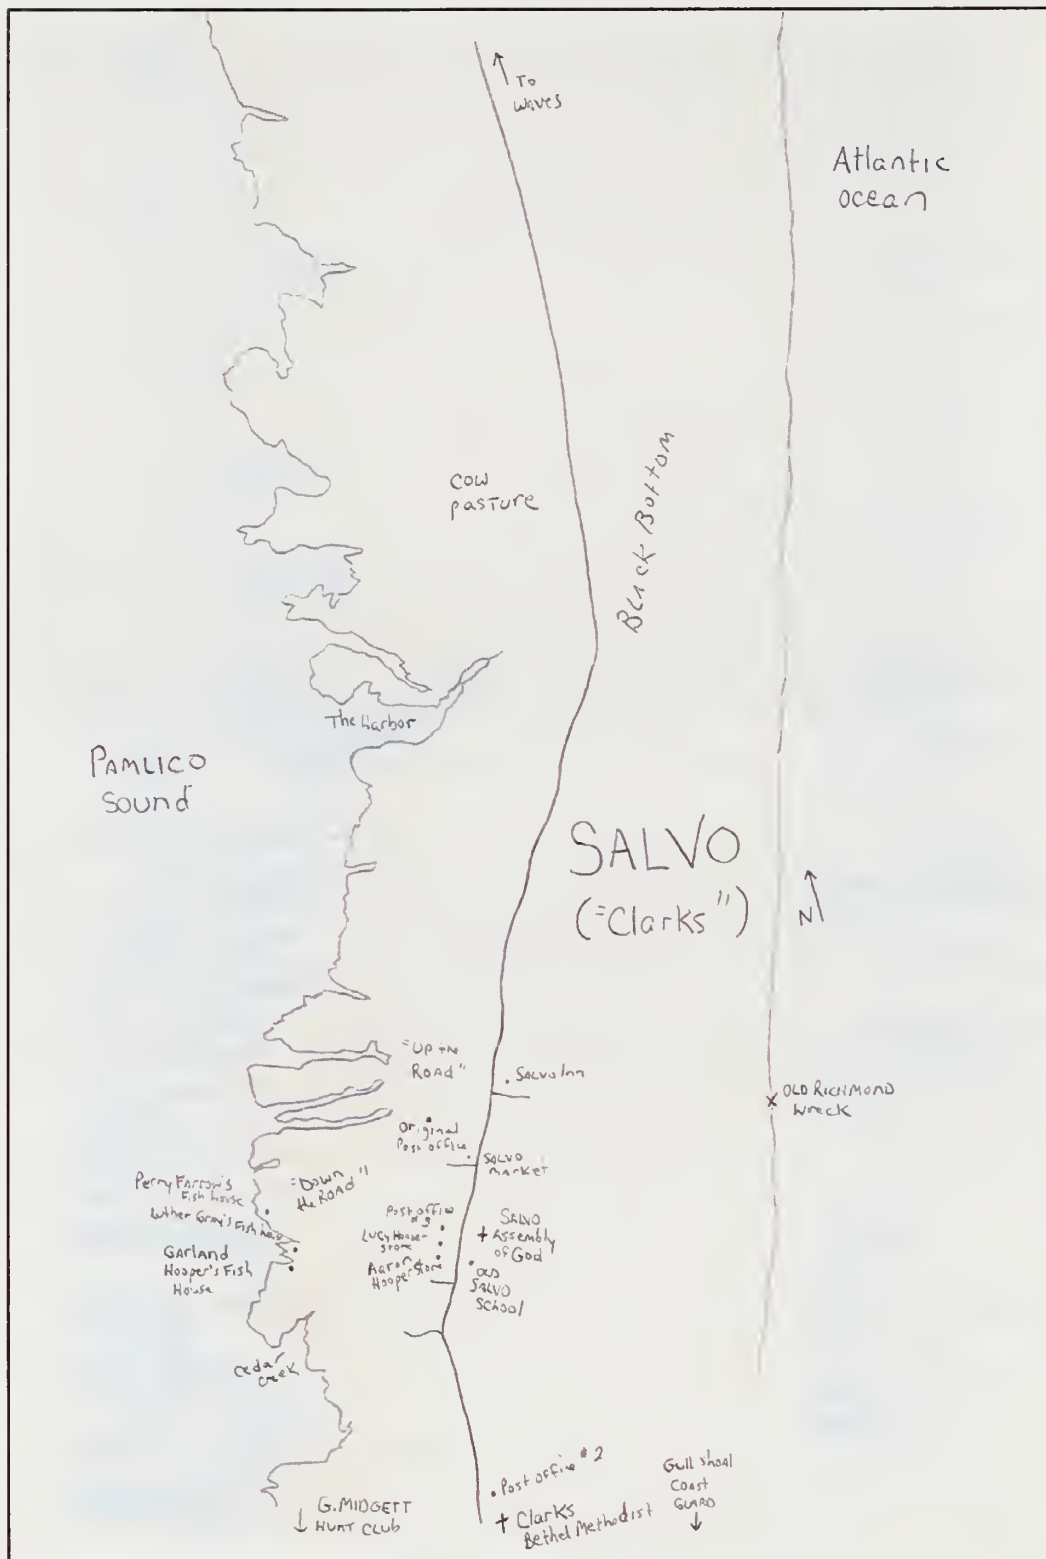 To
waves
Atlantic
ocean
Cow
pasture
Black Bottom
The Harbor
PAMLICO
Sound
SALVO
(=Clarks")
N
="Up the
ROAD"
SALVO Inn
OLD RICHMOND
Wreck
Original
Post office
SALVO
MARKET
="Down
the ROAD"
Perry Farrow's
Fish House
Luther Gray's Fish House
Garland
Hooper's Fish
House
Post office
#3
Lucy Hooper
Store
Aaron
Hooper Store
SALVO
Assembly
of God
OLD
SALVO
School
Cedar
Creek
Post office #2
Clarks
Bethel Methodist
Gull Shoal
Coast
GUARD
G. MIDGETT
HUNT CLUB